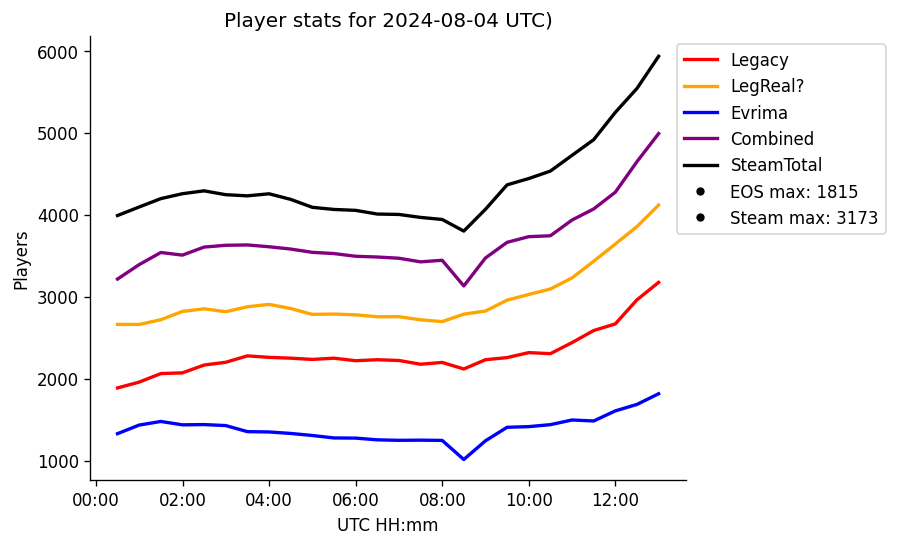 Player stats for 2024-08-04 UTC)
6000
5000
4000
3000
2000
1000
Players
00:00 02:00 04:00 06:00 08:00 10:00 12:00
UTC HH:mm
Legacy
LegReal?
Evrima
Combined
SteamTotal
EOS max: 1815
Steam max: 3173